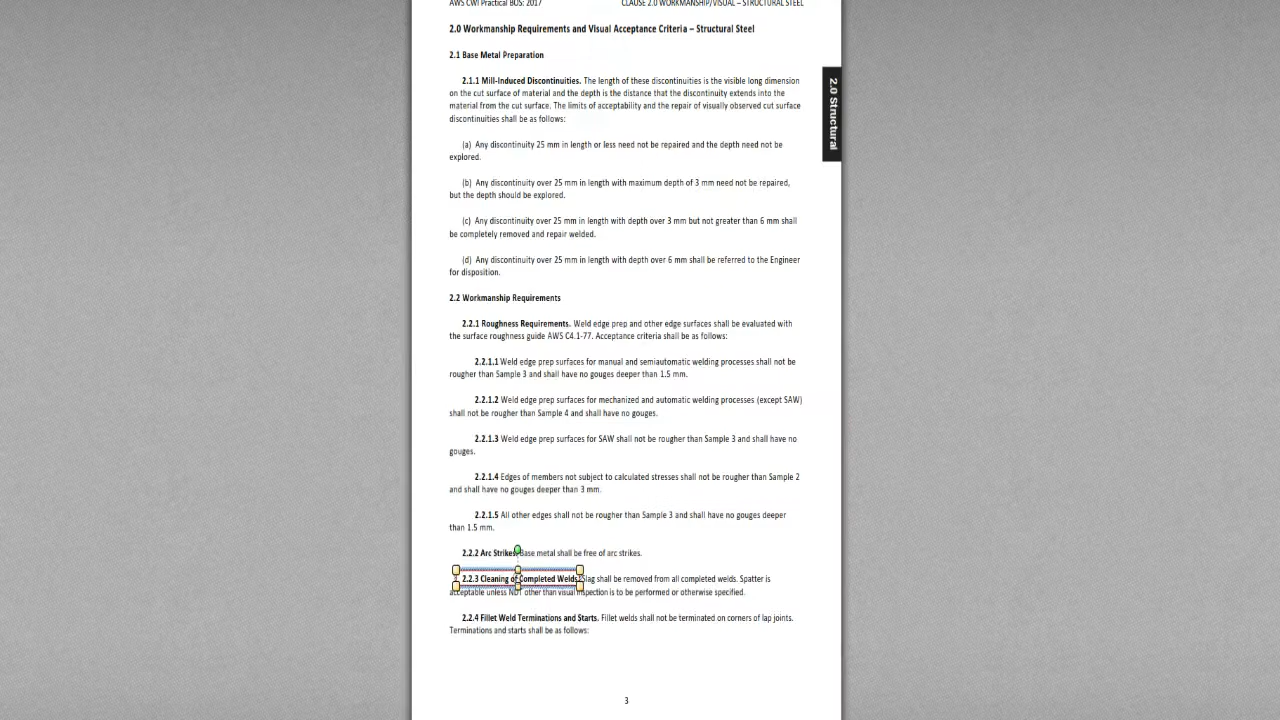 AWS CWI Practical BOS: 2017 CLAUSE 2.0 WORKMANSHIP/VISUAL – STRUCTURAL STEEL
2.0 Workmanship Requirements and Visual Acceptance Criteria – Structural Steel
2.1 Base Metal Preparation
2.1.1 Mill-Induced Discontinuities. The length of these discontinuities is the visible long dimension
on the cut surface of material and the depth is the distance that the discontinuity extends into the
material from the cut surface. The limits of acceptability and the repair of visually observed cut surface
discontinuities shall be as follows:
2.0 Structural
(a) Any discontinuity 25 mm in length or less need not be repaired and the depth need not be
explored.
(b) Any discontinuity over 25 mm in length with maximum depth of 3 mm need not be repaired,
but the depth should be explored.
(c) Any discontinuity over 25 mm in length with depth over 3 mm but not greater than 6 mm shall
be completely removed and repair welded.
(d) Any discontinuity over 25 mm in length with depth over 6 mm shall be referred to the Engineer
for disposition.
2.2 Workmanship Requirements
2.2.1 Roughness Requirements. Weld edge prep and other edge surfaces shall be evaluated with
the surface roughness guide AWS C4.1-77. Acceptance criteria shall be as follows:
2.2.1.1 Weld edge prep surfaces for manual and semiautomatic welding processes shall not be
rougher than Sample 3 and shall have no gouges deeper than 1.5 mm.
2.2.1.2 Weld edge prep surfaces for mechanized and automatic welding processes (except SAW)
shall not be rougher than Sample 4 and shall have no gouges.
2.2.1.3 Weld edge prep surfaces for SAW shall not be rougher than Sample 3 and shall have no
gouges.
2.2.1.4 Edges of members not subject to calculated stresses shall not be rougher than Sample 2
and shall have no gouges deeper than 3 mm.
2.2.1.5 All other edges shall not be rougher than Sample 3 and shall have no gouges deeper
than 1.5 mm.
2.2.2 Arc Strikes. Base metal shall be free of arc strikes.
2.2.3 Cleaning of Completed Welds. Slag shall be removed from all completed welds. Spatter is
acceptable unless NDT other than visual inspection is to be performed or otherwise specified.
2.2.4 Fillet Weld Terminations and Starts. Fillet welds shall not be terminated on corners of lap joints.
Terminations and starts shall be as follows:
3